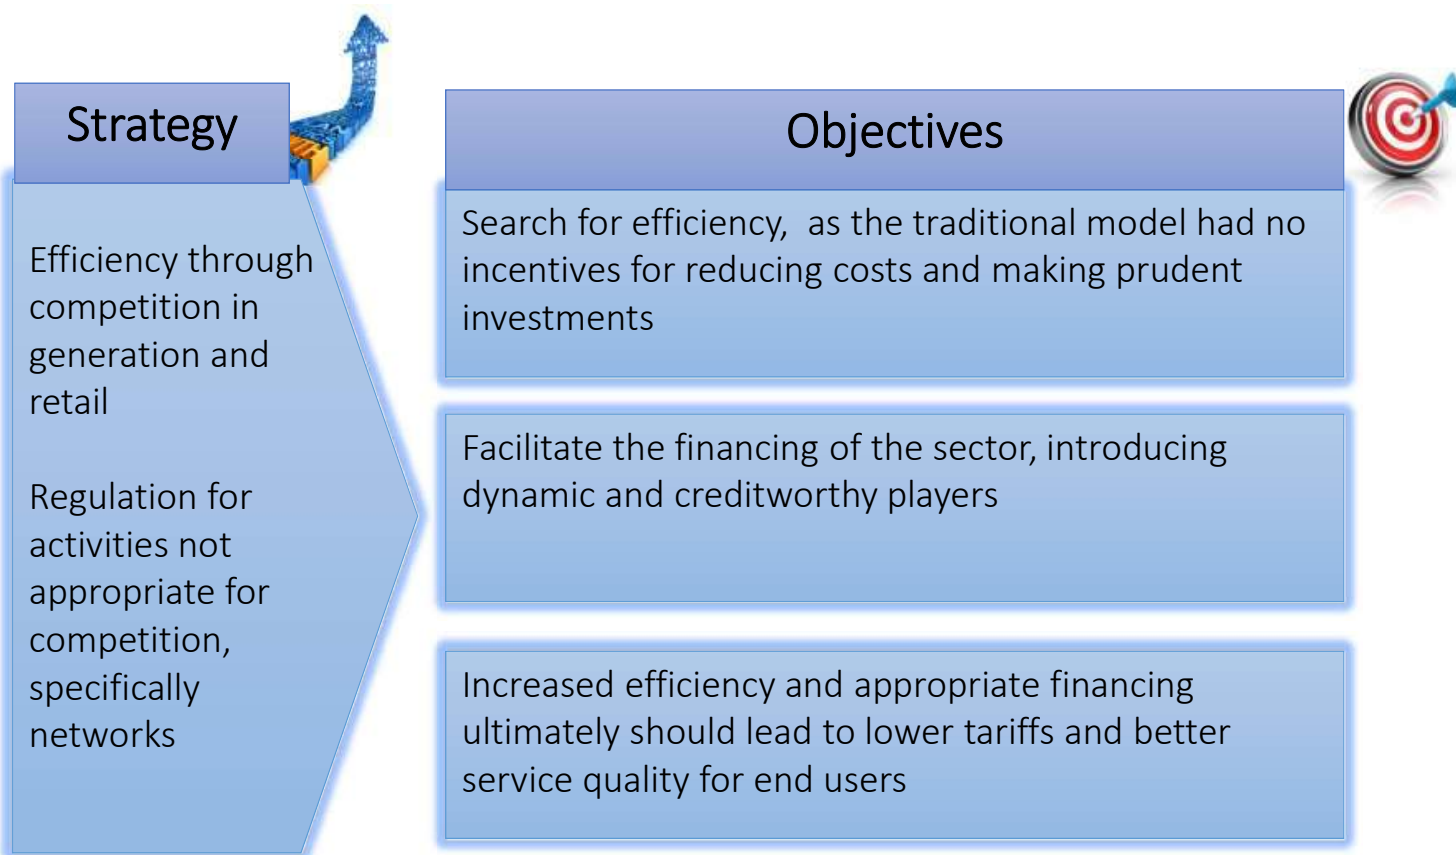 Strategy
Efficiency through
competition in
generation and
retail
Regulation for
activities not
appropriate for
competition,
specifically
networks
Objectives
Search for efficiency,  as the traditional model had no
incentives for reducing costs and making prudent
investments
Facilitate the financing of the sector, introducing
dynamic and creditworthy players
Increased efficiency and appropriate financing
ultimately should lead to lower tariffs and better
service quality for end users